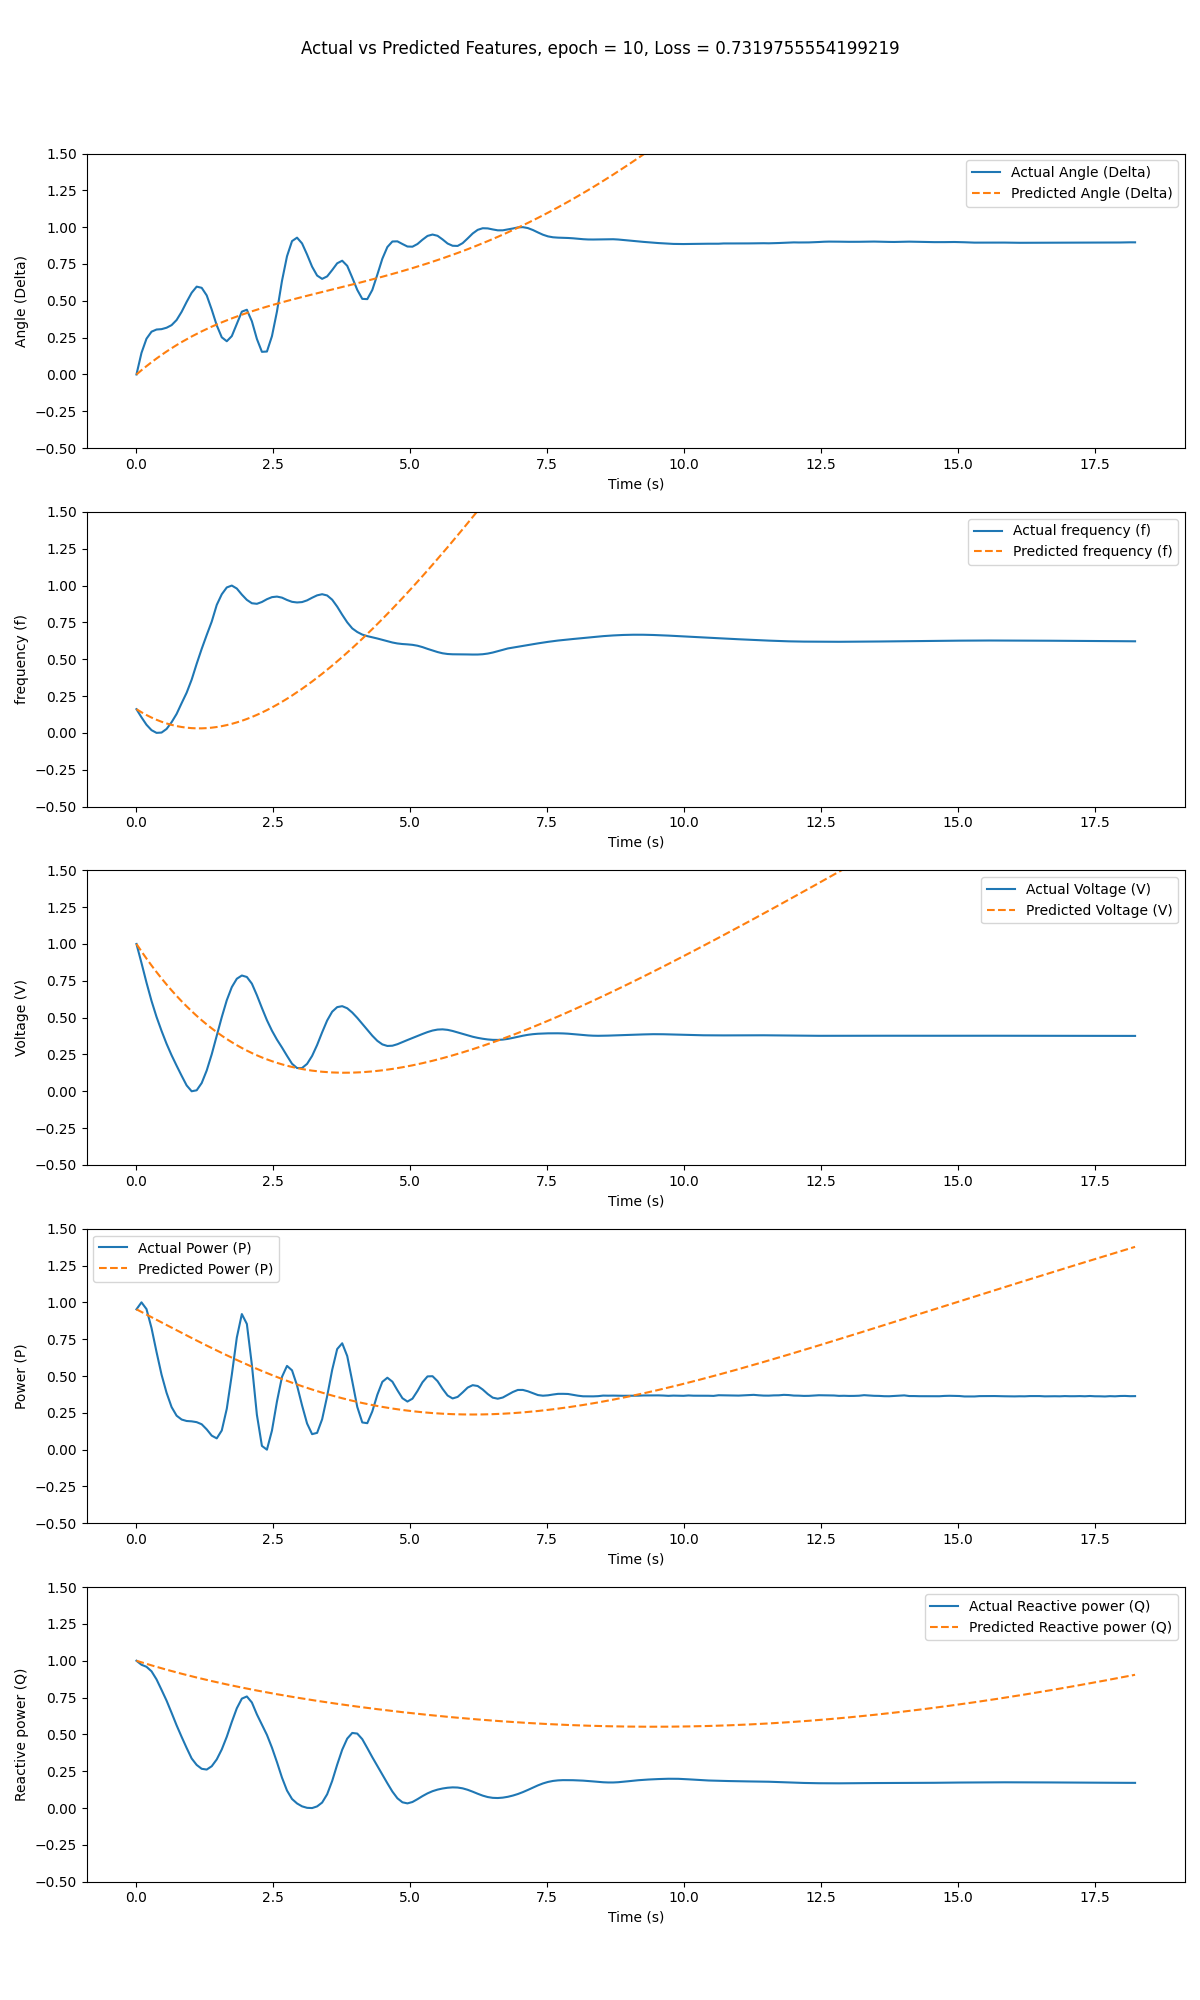 Actual vs Predicted Features, epoch = 10, Loss = 0.7319755554199219
1.50
1.25
1.00
0.75
0.50
0.25
0.00
−0.25
−0.50
Angle (Delta)
Actual Angle (Delta)
Predicted Angle (Delta)
0.0 2.5 5.0 7.5 10.0 12.5 15.0 17.5
Time (s)
1.50
1.25
1.00
0.75
0.50
0.25
0.00
−0.25
−0.50
frequency (f)
Actual frequency (f)
Predicted frequency (f)
0.0 2.5 5.0 7.5 10.0 12.5 15.0 17.5
Time (s)
1.50
1.25
1.00
0.75
0.50
0.25
0.00
−0.25
−0.50
Voltage (V)
Actual Voltage (V)
Predicted Voltage (V)
0.0 2.5 5.0 7.5 10.0 12.5 15.0 17.5
Time (s)
1.50
1.25
1.00
0.75
0.50
0.25
0.00
−0.25
−0.50
Power (P)
Actual Power (P)
Predicted Power (P)
0.0 2.5 5.0 7.5 10.0 12.5 15.0 17.5
Time (s)
1.50
1.25
1.00
0.75
0.50
0.25
0.00
−0.25
−0.50
Reactive power (Q)
Actual Reactive power (Q)
Predicted Reactive power (Q)
0.0 2.5 5.0 7.5 10.0 12.5 15.0 17.5
Time (s)